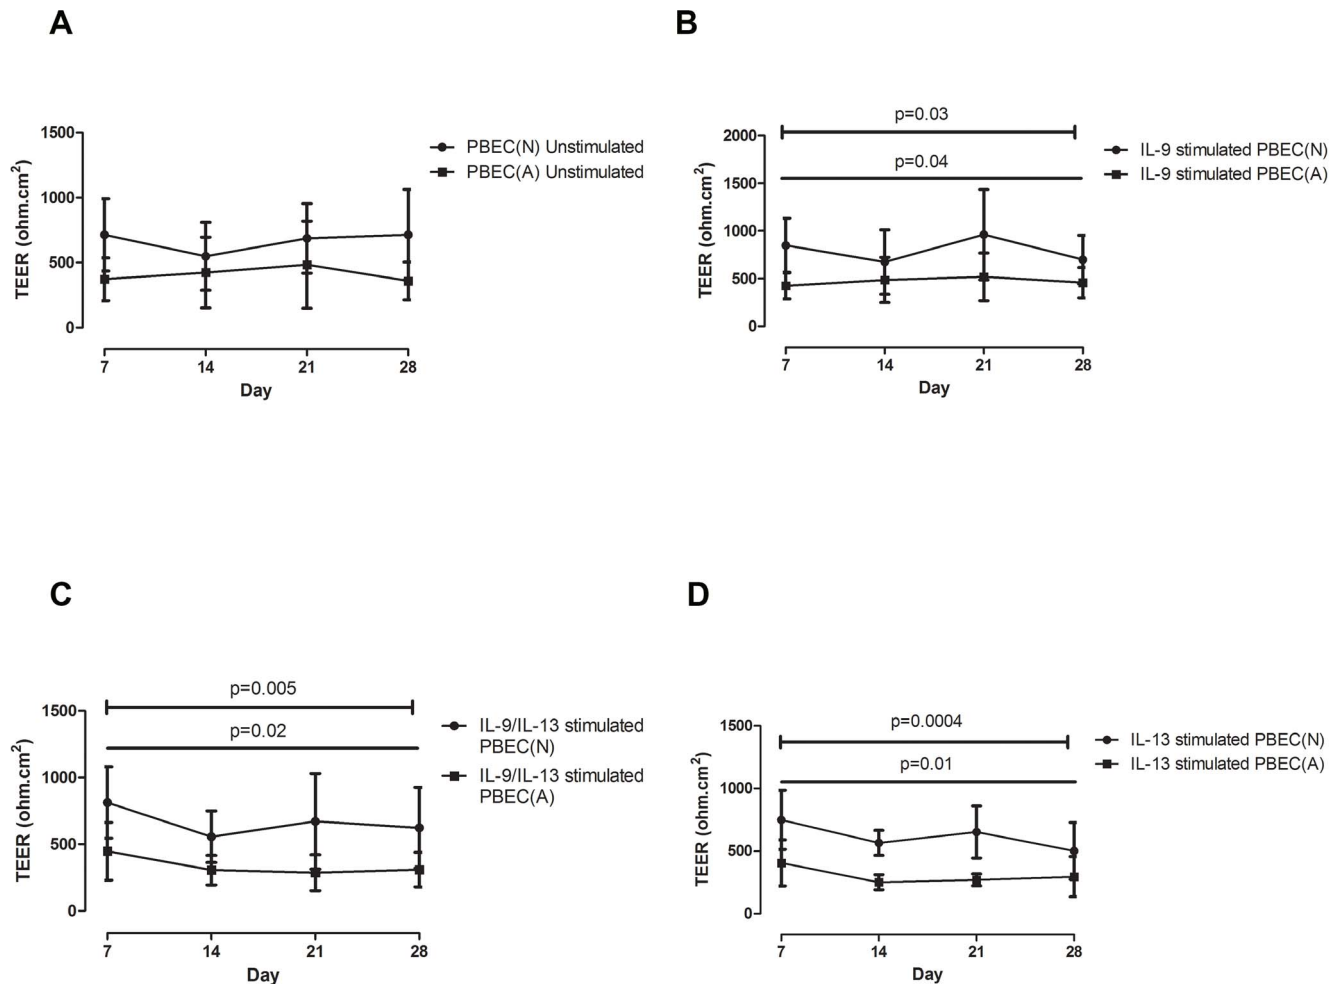 A
1500
1000
500
0
TEER (ohm.cm²)
7 14 21 28
Day
PBEC(N) Unstimulated
PBEC(A) Unstimulated
B
p=0.03
p=0.04
2000
1500
1000
500
0
TEER (ohm.cm²)
7 14 21 28
Day
IL-9 stimulated PBEC(N)
IL-9 stimulated PBEC(A)
C
p=0.005
p=0.02
1500
1000
500
0
TEER (ohm.cm²)
7 14 21 28
Day
IL-9/IL-13 stimulated
PBEC(N)
IL-9/IL-13 stimulated
PBEC(A)
D
p=0.0004
p=0.01
1500
1000
500
0
TEER (ohm.cm²)
7 14 21 28
Day
IL-13 stimulated PBEC(N)
IL-13 stimulated PBEC(A)